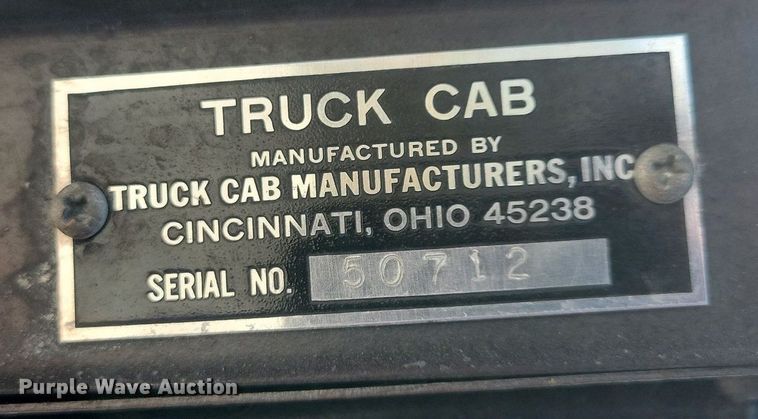 TRUCK CAB
MANUFACTURED BY
TRUCK CAB MANUFACTURERS, INC
CINCINNATI, OHIO 45238
SERIAL NO. 50712
Purple Wave Auction